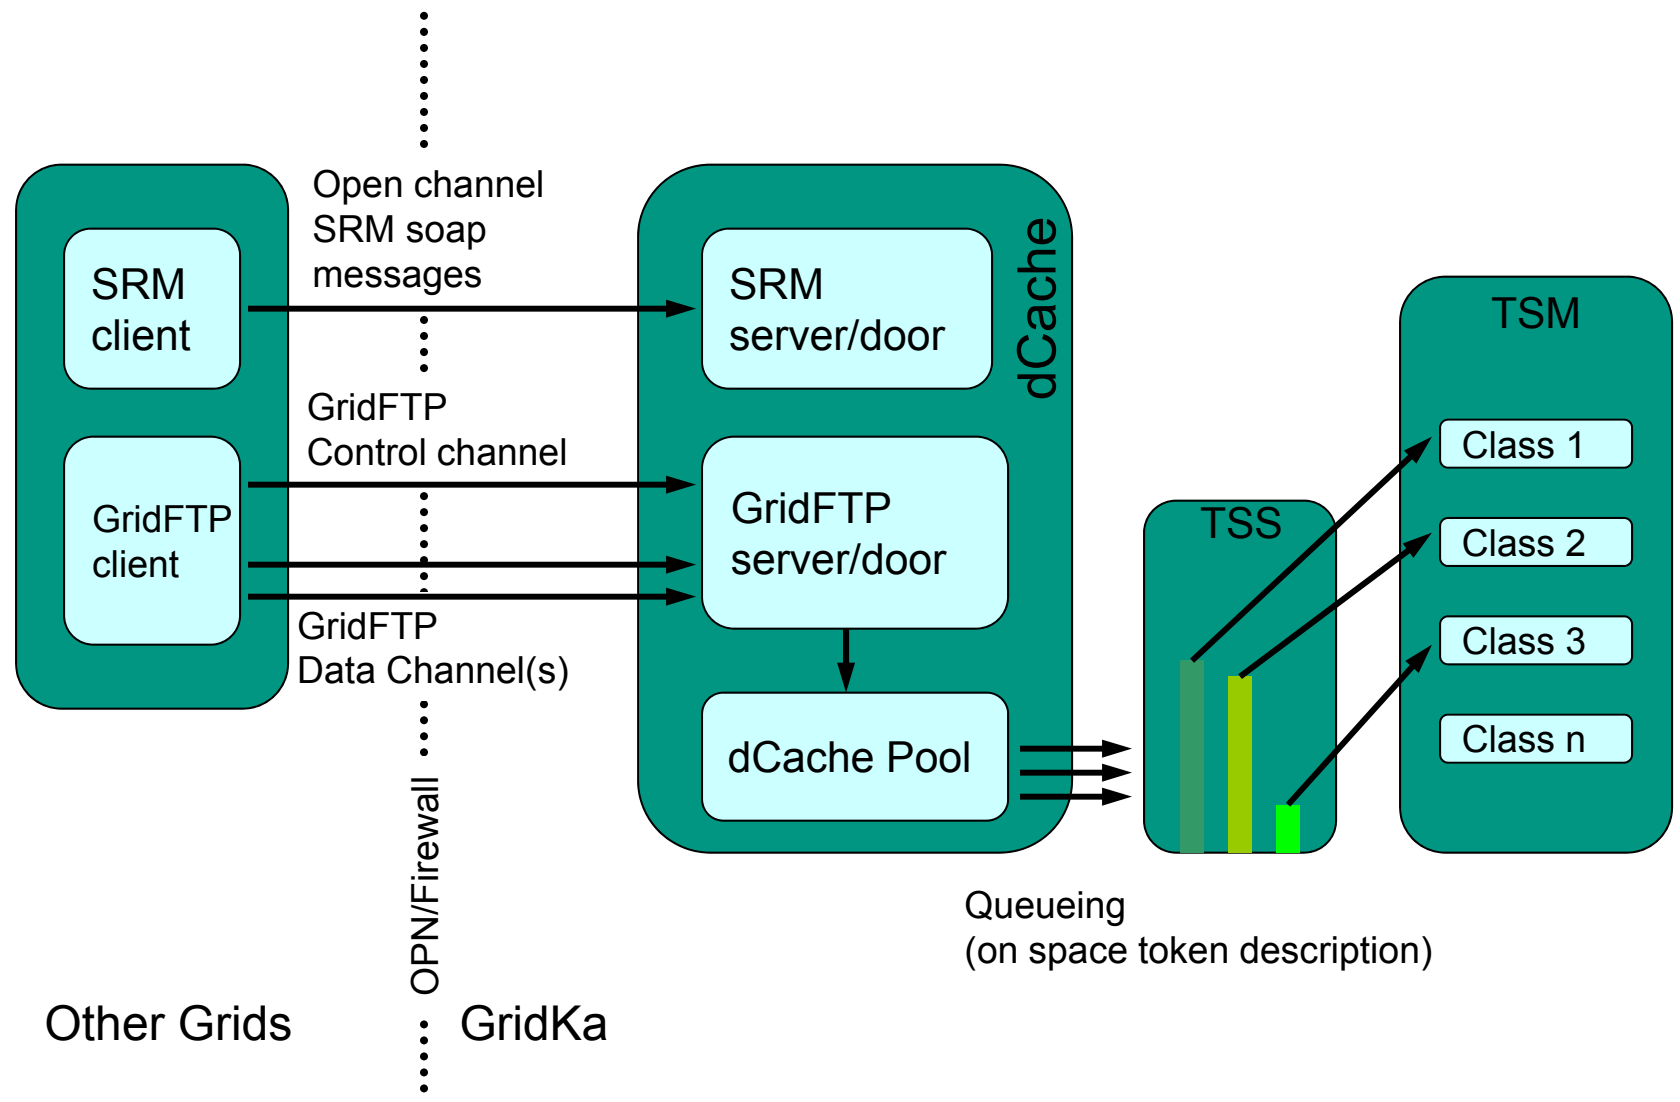 Open channel
SRM soap
messages
SRM
client
SRM
server/door
dCache
TSM
GridFTP
Control channel
GridFTP
client
GridFTP
server/door
GridFTP
Data Channel(s)
dCache Pool
TSS
Class 1
Class 2
Class 3
Class n
OPN/Firewall
Queueing
(on space token description)
Other Grids
GridKa